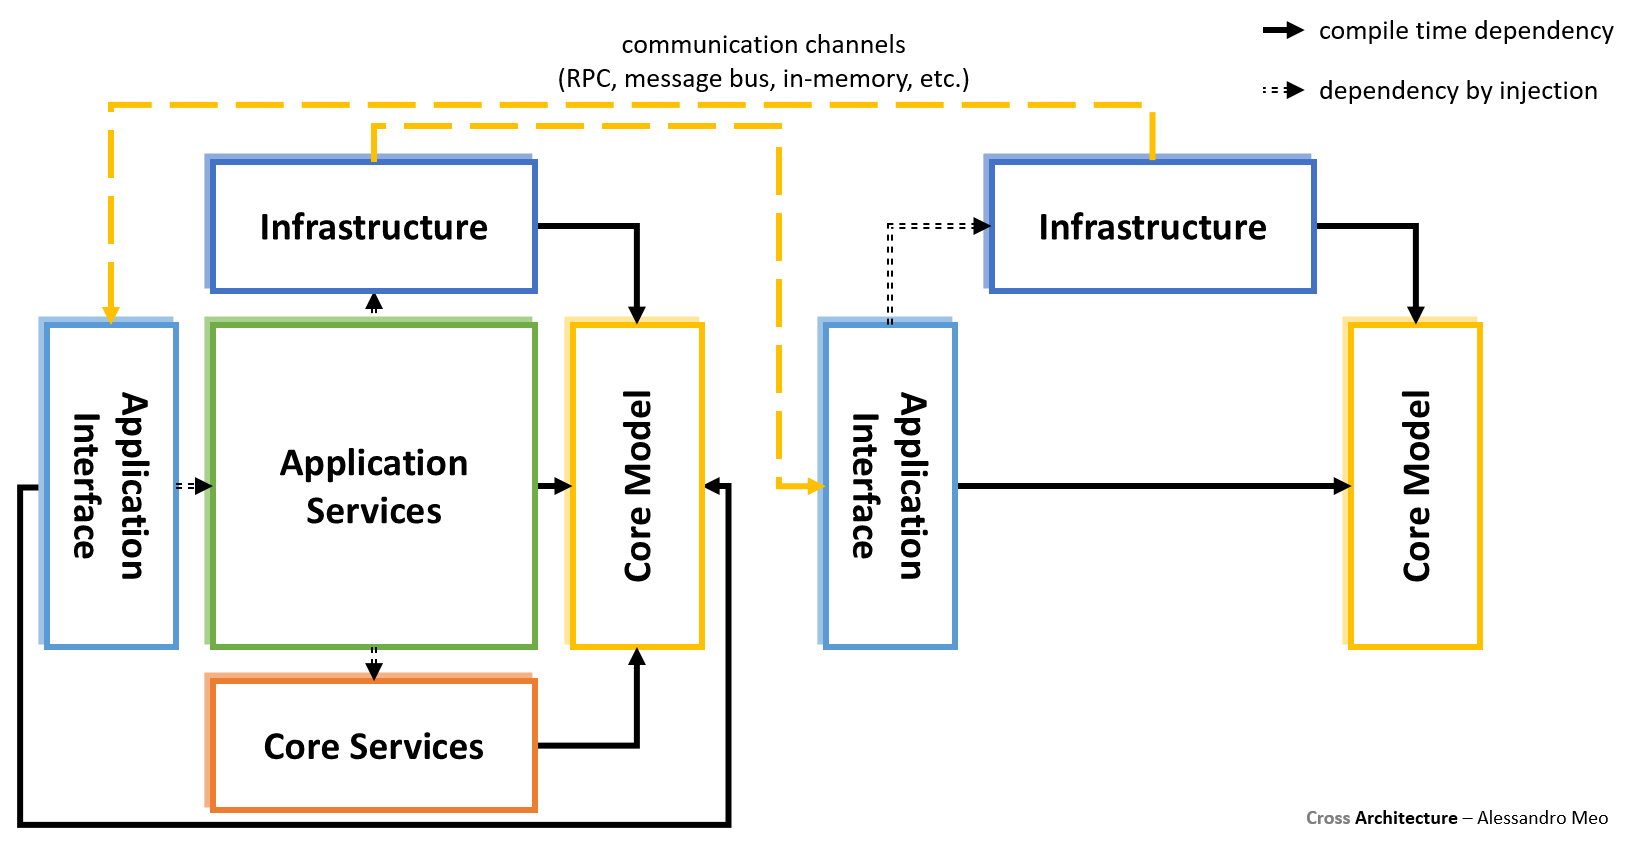 communication channels
(RPC, message bus, in-memory, etc.)
compile time dependency
dependency by injection
Infrastructure
Infrastructure
Application
Interface
Application
Services
Core Model
Application
Interface
Core Model
Core Services
Cross Architecture – Alessandro Meo